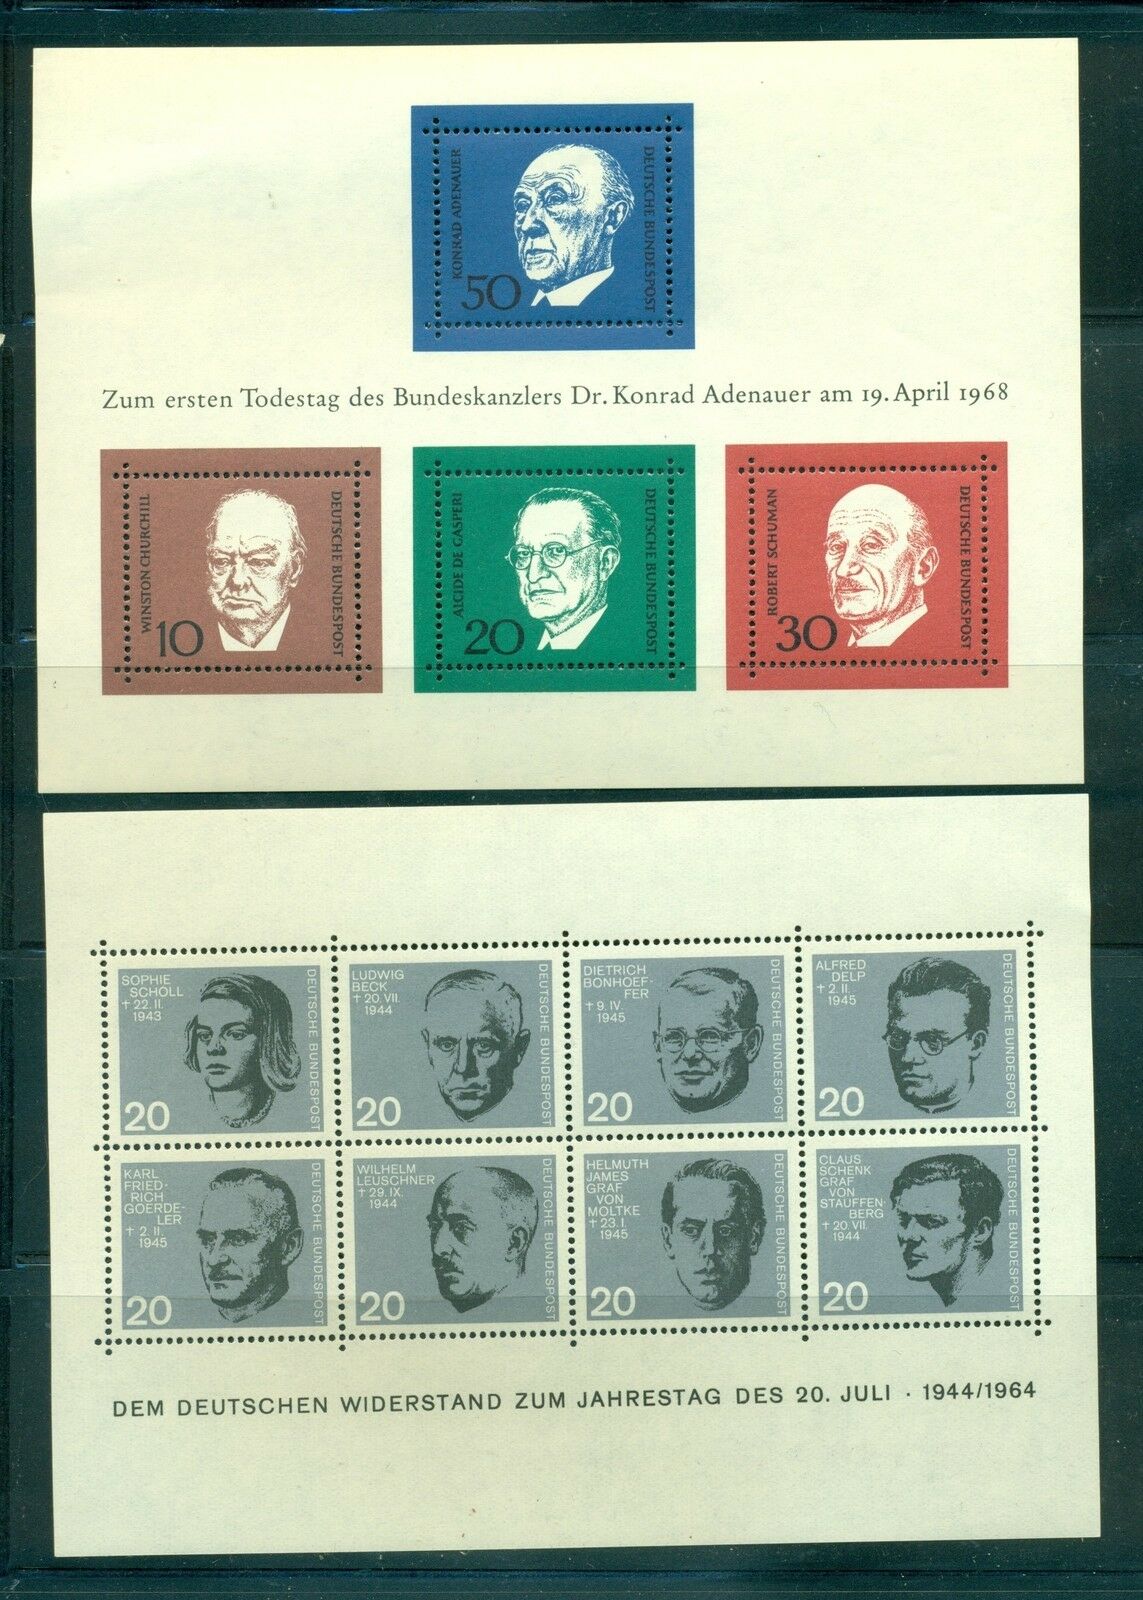 KONRAD ADENAUER
DEUTSCHE BUNDESPOST
50
Zum ersten Todestag des Bundeskanzlers Dr. Konrad Adenauer am 19. April 1968
WINSTON CHURCHILL
DEUTSCHE BUNDESPOST
10
ALCIDE DE GASPERI
DEUTSCHE BUNDESPOST
20
ROBERT SCHUMAN
DEUTSCHE BUNDESPOST
30
SOPHIE
SCHOLL
† 22. II.
1943
DEUTSCHE BUNDESPOST
20
LUDWIG
BECK
† 20. VII.
1944
DEUTSCHE BUNDESPOST
20
DIETRICH
BONHOEF-
FER
† 9. IV.
1945
DEUTSCHE BUNDESPOST
20
ALFRED
DELP
† 2. II.
1945
DEUTSCHE BUNDESPOST
20
KARL
FRIED-
RICH
GOERDE-
LER
† 2. II.
1945
DEUTSCHE BUNDESPOST
20
WILHELM
LEUSCHNER
† 29. IX.
1944
DEUTSCHE BUNDESPOST
20
HELMUTH
JAMES
GRAF
VON
MOLTKE
† 23. I.
1945
DEUTSCHE BUNDESPOST
20
CLAUS
SCHENK
GRAF
VON
STAUFFEN-
BERG
† 20. VII.
1944
DEUTSCHE BUNDESPOST
20
DEM DEUTSCHEN WIDERSTAND ZUM JAHRESTAG DES 20. JULI · 1944/1964